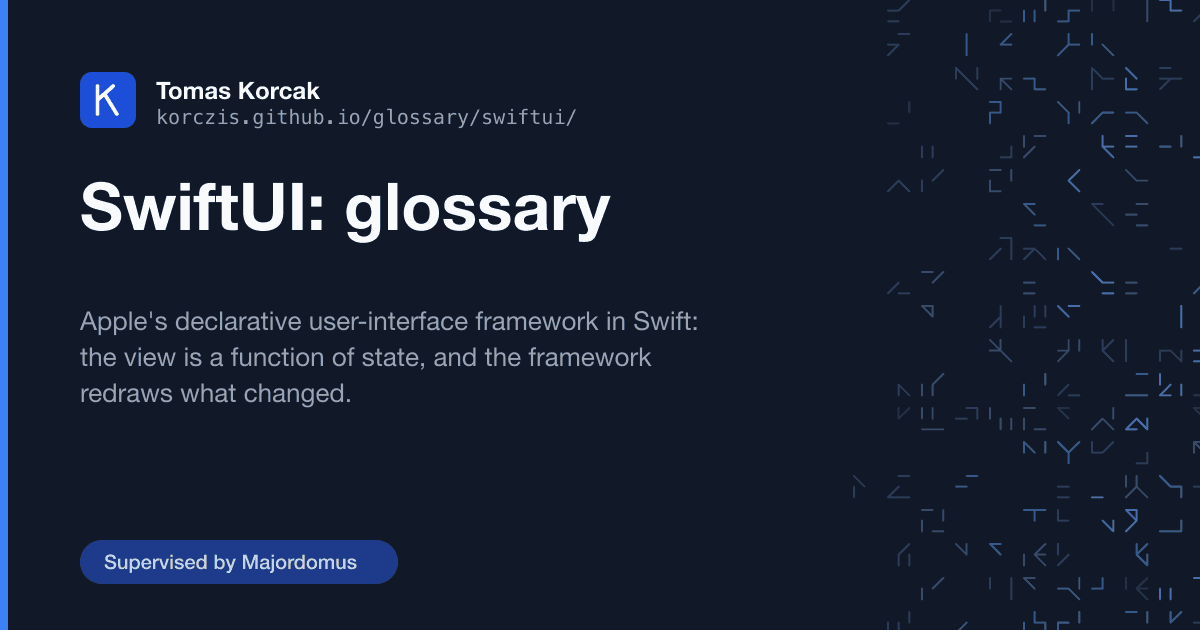 K
Tomas Korcak
korczis.github.io/glossary/swiftui/
SwiftUI: glossary
Apple's declarative user-interface framework in Swift:
the view is a function of state, and the framework
redraws what changed.
Supervised by Majordomus